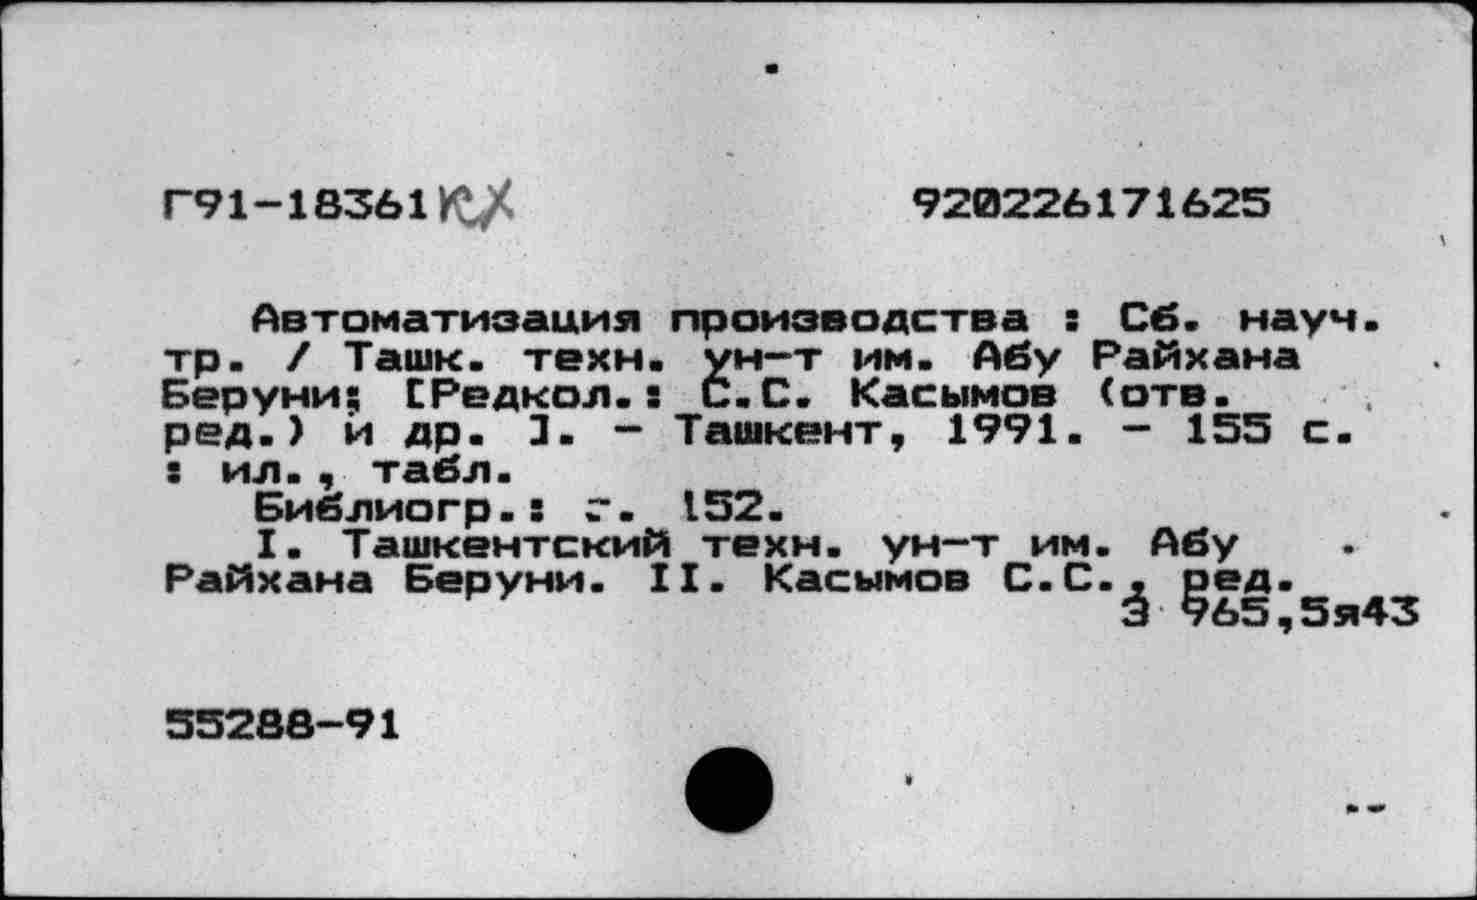 Г91-18361КХ 920226171625
Автоматизация производства : Сб. науч.
тр. / Ташк. техн. ун-т им. Абу Райхана
Беруни; [Редкол.: С.С. Касымов (отв.
ред.) и др. ]. - Ташкент, 1991. - 155 с.
: ил., табл.
Библиогр.: с. 152.
I. Ташкентский техн. ун-т им. Абу
Райхана Беруни. II. Касымов С.С., ред.
З 965,5я43
55288-91